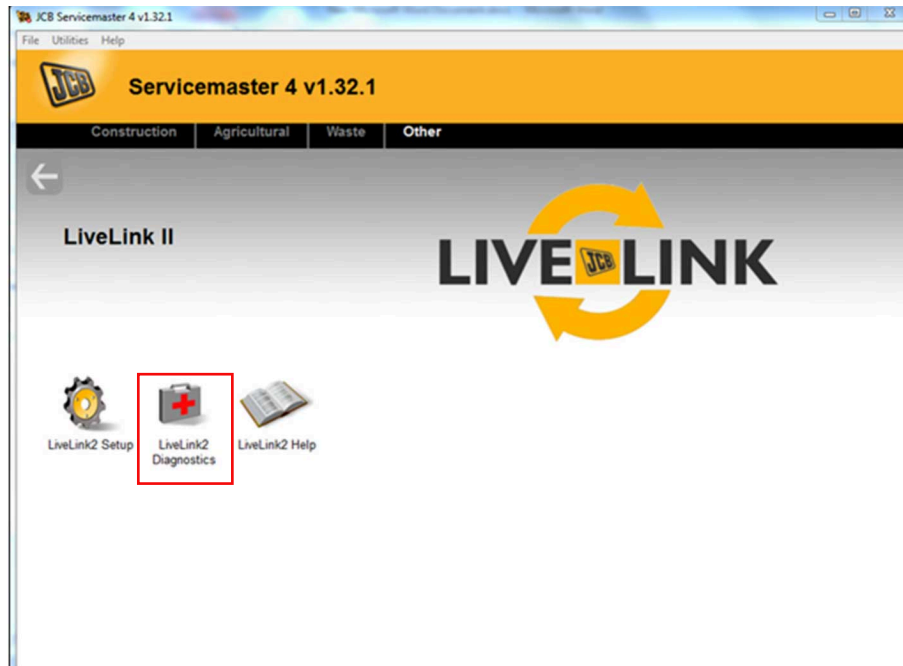 JCB Servicemaster 4 v1.32.1
File Utilities Help
JCB Servicemaster 4 v1.32.1
Construction Agricultural Waste Other
LiveLink II
LIVE JCB LINK
LiveLink2 Setup
LiveLink2
Diagnostics
LiveLink2 Help